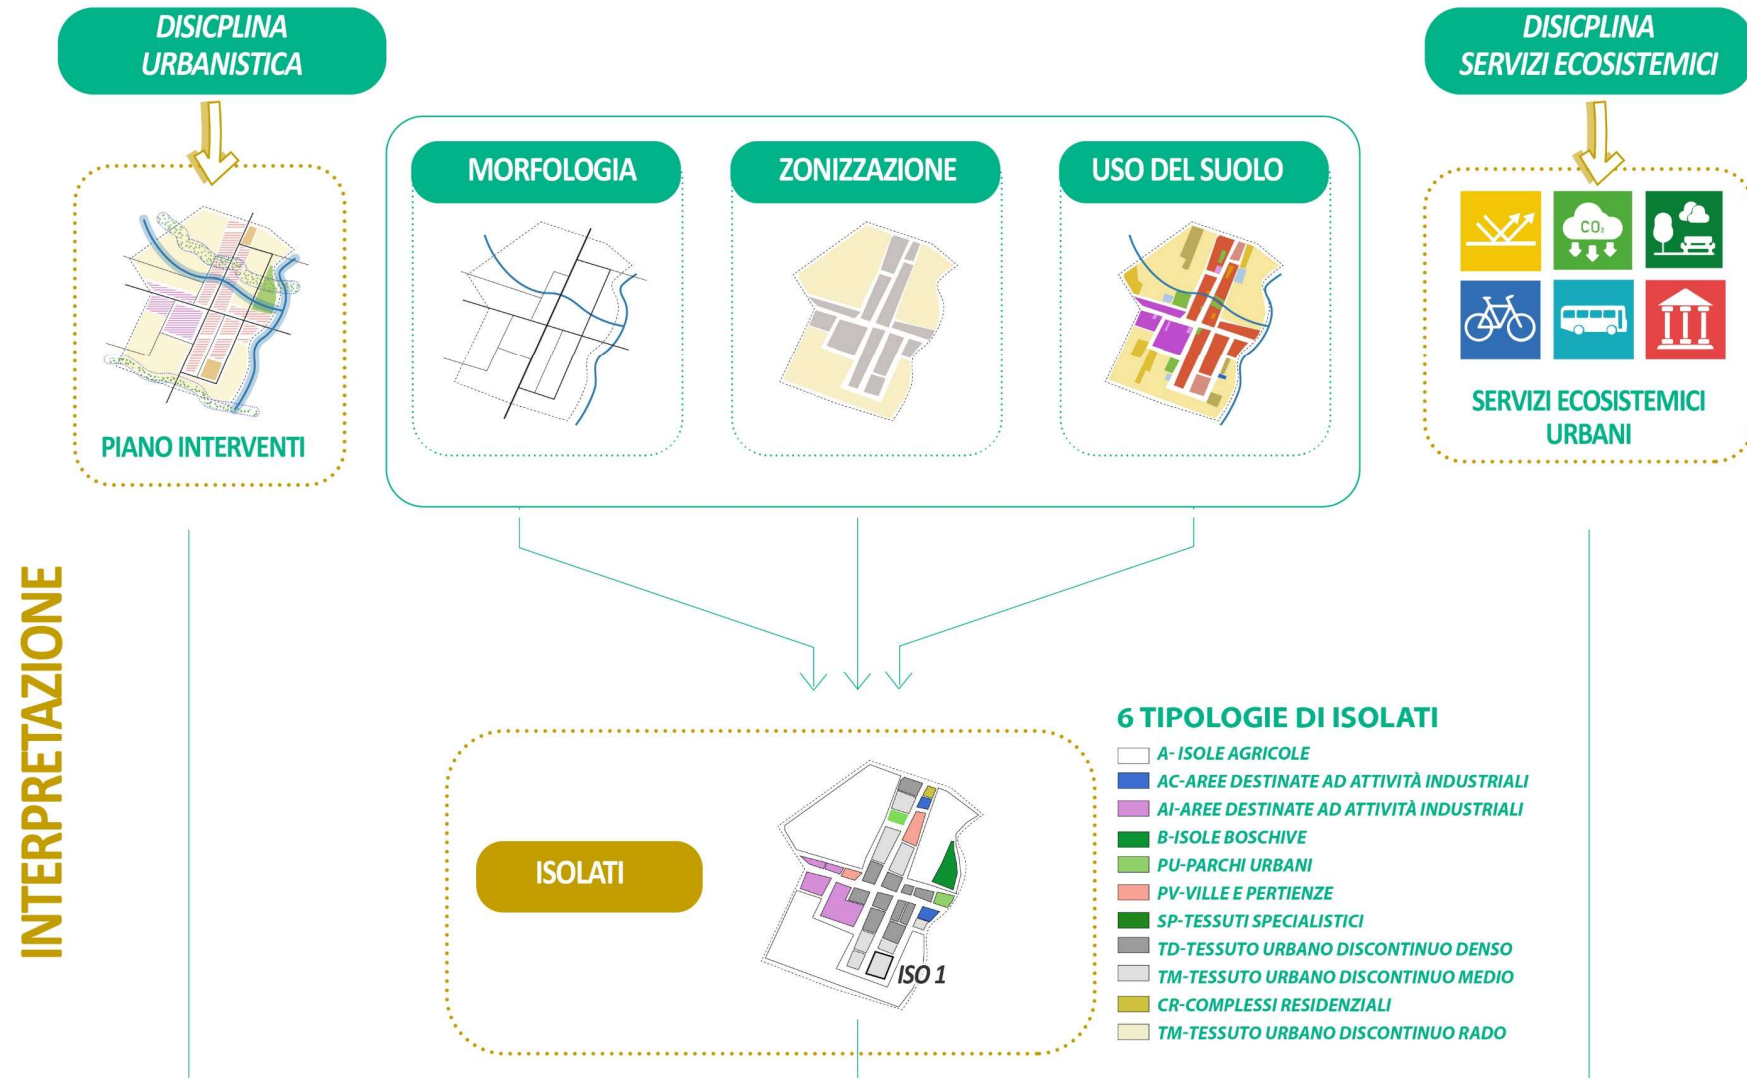 DISICPLINA
URBANISTICA
DISICPLINA
SERVIZI ECOSISTEMICI
MORFOLOGIA
ZONIZZAZIONE
USO DEL SUOLO
CO₂
PIANO INTERVENTI
SERVIZI ECOSISTEMICI
URBANI
INTERPRETAZIONE
ISOLATI
ISO 1
6 TIPOLOGIE DI ISOLATI
A- ISOLE AGRICOLE
AC-AREE DESTINATE AD ATTIVITÀ INDUSTRIALI
AI-AREE DESTINATE AD ATTIVITÀ INDUSTRIALI
B-ISOLE BOSCHIVE
PU-PARCHI URBANI
PV-VILLE E PERTIENZE
SP-TESSUTI SPECIALISTICI
TD-TESSUTO URBANO DISCONTINUO DENSO
TM-TESSUTO URBANO DISCONTINUO MEDIO
CR-COMPLESSI RESIDENZIALI
TM-TESSUTO URBANO DISCONTINUO RADO